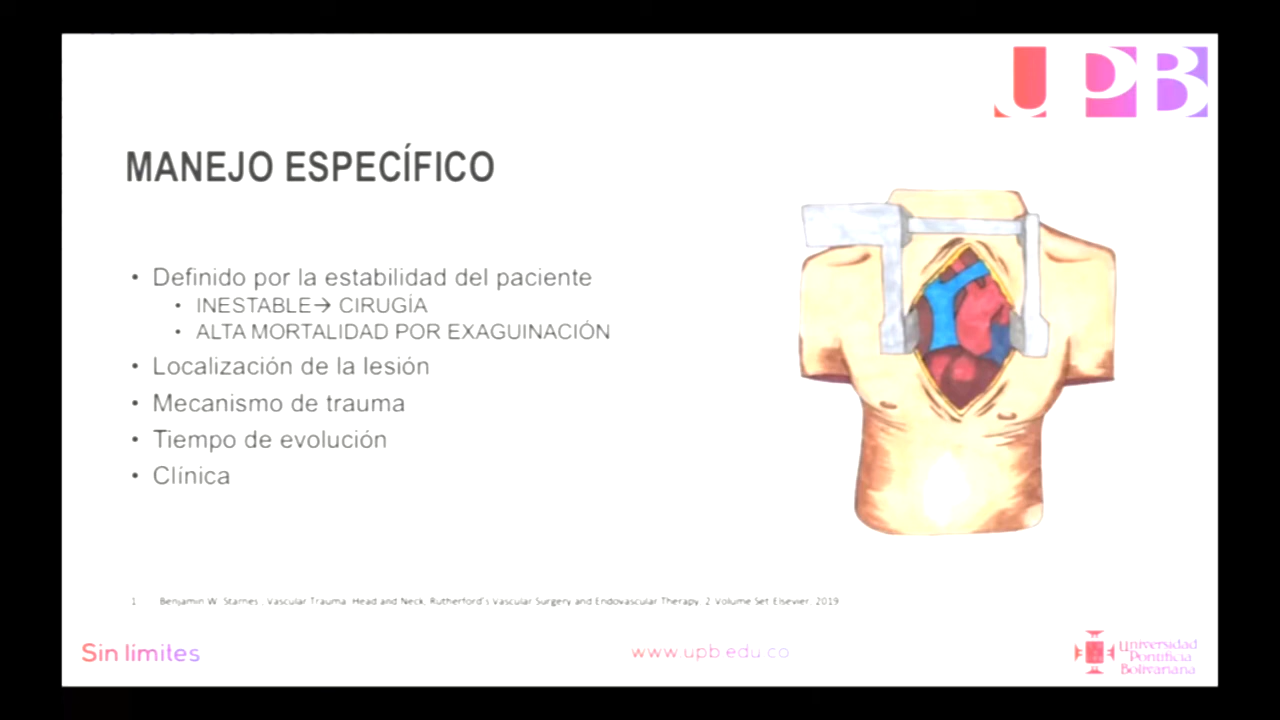 UPB
MANEJO ESPECÍFICO
• Definido por la estabilidad del paciente
• INESTABLE→ CIRUGÍA
• ALTA MORTALIDAD POR EXAGUINACIÓN
• Localización de la lesión
• Mecanismo de trauma
• Tiempo de evolución
• Clínica
1 Benjamin W. Starnes , Vascular Trauma: Head and Neck, Rutherford's Vascular Surgery and Endovascular Therapy, 2 Volume Set Elsevier, 2019
Sin límites
www.upb.edu.co
Universidad
Pontificia
Bolivariana